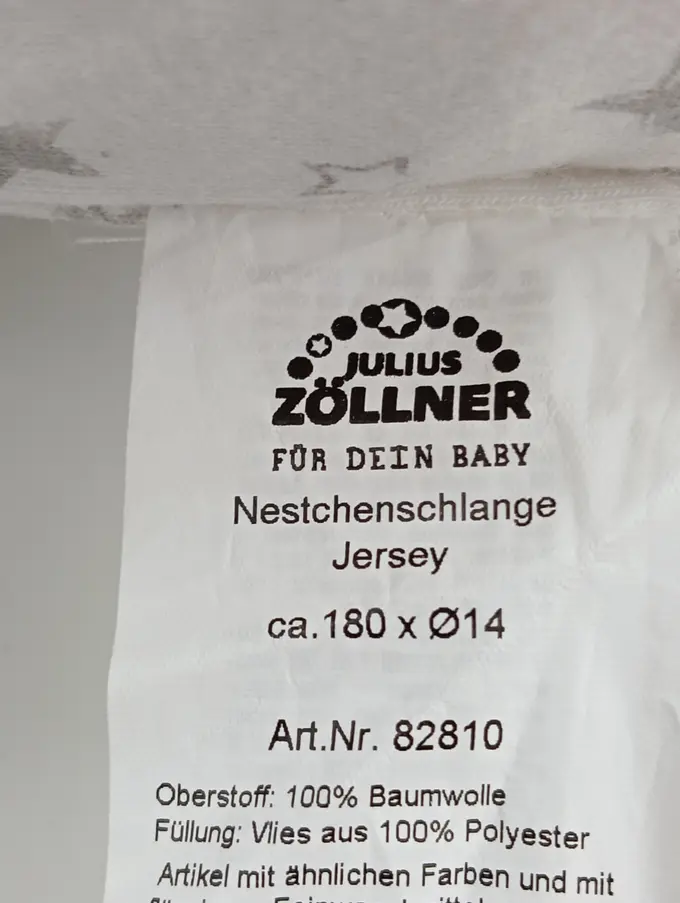 JULIUS
ZÖLLNER
FÜR DEIN BABY
Nestchenschlange
Jersey
ca.180 x Ø14
Art.Nr. 82810
Oberstoff: 100% Baumwolle
Füllung: Vlies aus 100% Polyester
Artikel mit ähnlichen Farben und mit